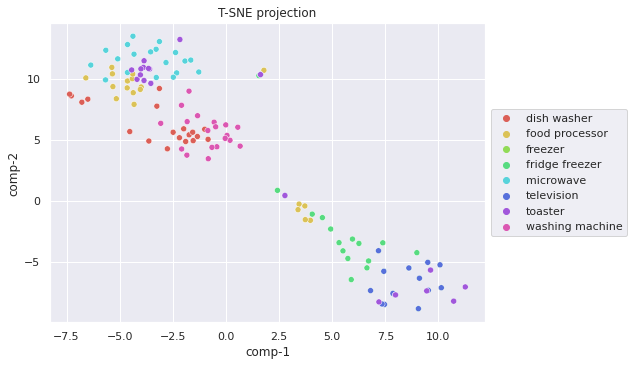 T-SNE projection
10
5
0
−5
comp-2
−7.5 −5.0 −2.5 0.0 2.5 5.0 7.5 10.0
comp-1
dish washer
food processor
freezer
fridge freezer
microwave
television
toaster
washing machine